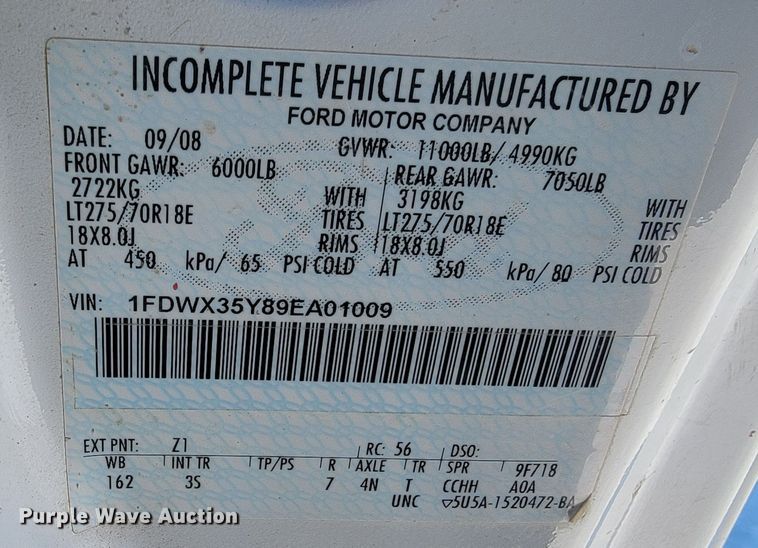 INCOMPLETE VEHICLE MANUFACTURED BY
FORD MOTOR COMPANY
DATE: 09/08 GVWR: 11000LB/ 4990KG
FRONT GAWR: 6000LB REAR GAWR: 7050LB
2722KG WITH 3198KG WITH
LT275/70R18E TIRES LT275/70R18E TIRES
18X8.0J RIMS 18X8.0J RIMS
AT 450 kPa/ 65 PSI COLD AT 550 kPa/ 80 PSI COLD
VIN: 1FDWX35Y89EA01009
EXT PNT: Z1 RC: 56 DSO:
WB INT TR TP/PS R AXLE TR SPR 9F718
162 3S 7 4N T CCHH A0A
UNC ▽5U5A-1520472-BA
Purple Wave Auction